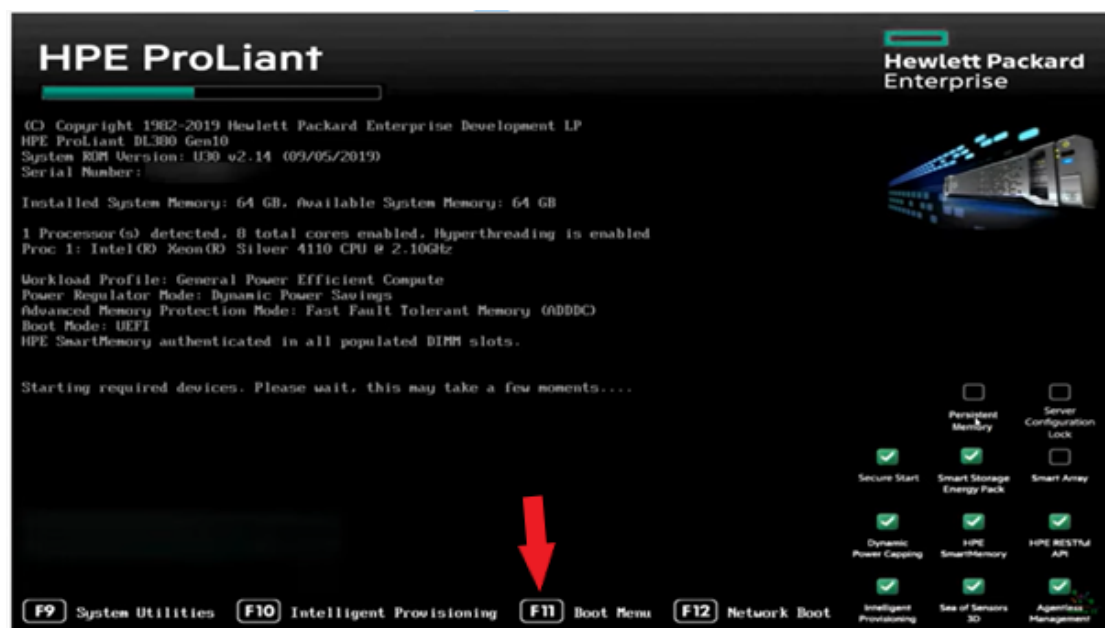 HPE ProLiant
Hewlett Packard
Enterprise
(C) Copyright 1982-2019 Hewlett Packard Enterprise Development LP
HPE ProLiant DL380 Gen10
System ROM Version: U30 v2.14 (09/05/2019)
Serial Number:
Installed System Memory: 64 GB, Available System Memory: 64 GB
1 Processor(s) detected, 8 total cores enabled, Hyperthreading is enabled
Proc 1: Intel(R) Xeon(R) Silver 4110 CPU @ 2.10GHz
Workload Profile: General Power Efficient Compute
Power Regulator Mode: Dynamic Power Savings
Advanced Memory Protection Mode: Fast Fault Tolerant Memory (ADDDC)
Boot Mode: UEFI
HPE SmartMemory authenticated in all populated DIMM slots.
Starting required devices. Please wait, this may take a few moments....
Persistent
Memory
Server
Configuration
Lock
Secure Start
Smart Storage
Energy Pack
Smart Array
Dynamic
Power Capping
HPE
SmartMemory
HPE RESTful
API
Intelligent
Provisioning
Sea of Sensors
3D
Agentless
Management
F9 System Utilities F10 Intelligent Provisioning F11 Boot Menu F12 Network Boot